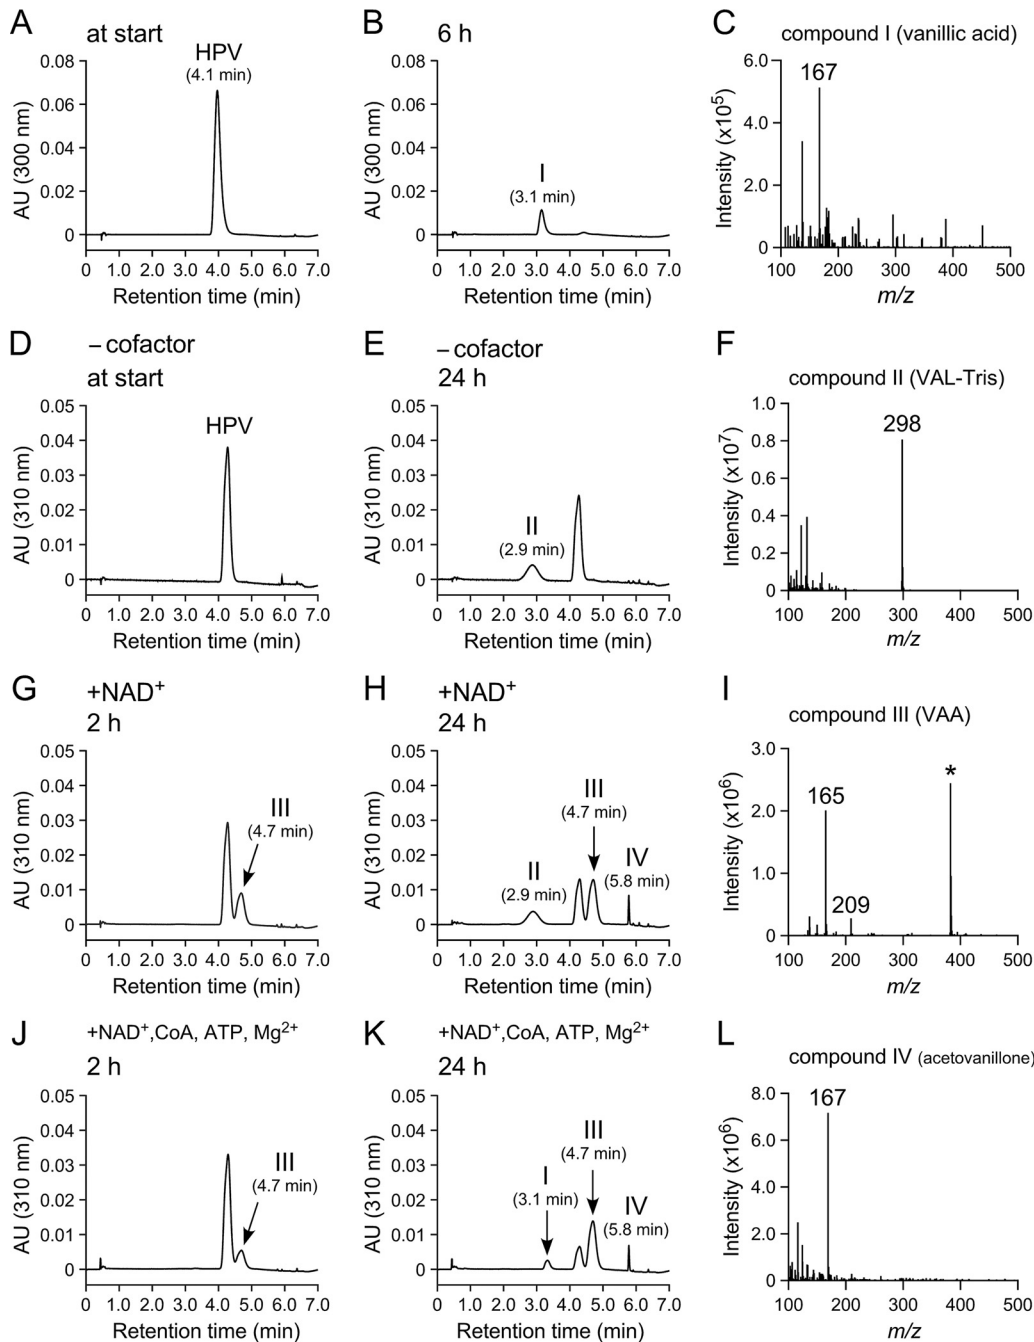 A
at start
HPV
(4.1 min)
0.08
0.06
0.04
0.02
0
AU (300 nm)
0 1.0 2.0 3.0 4.0 5.0 6.0 7.0
Retention time (min)
B
6 h
I
(3.1 min)
0.08
0.06
0.04
0.02
0
AU (300 nm)
0 1.0 2.0 3.0 4.0 5.0 6.0 7.0
Retention time (min)
C
compound I (vanillic acid)
167
6.0
4.0
2.0
0
Intensity (x10⁵)
100 200 300 400 500
m/z
D
– cofactor
at start
HPV
0.05
0.04
0.03
0.02
0.01
0
AU (310 nm)
0 1.0 2.0 3.0 4.0 5.0 6.0 7.0
Retention time (min)
E
– cofactor
24 h
II
(2.9 min)
0.05
0.04
0.03
0.02
0.01
0
AU (310 nm)
0 1.0 2.0 3.0 4.0 5.0 6.0 7.0
Retention time (min)
F
compound II (VAL-Tris)
298
1.0
0.8
0.6
0.4
0.2
0
Intensity (x10⁷)
100 200 300 400 500
m/z
G
+NAD⁺
2 h
III
(4.7 min)
0.05
0.04
0.03
0.02
0.01
0
AU (310 nm)
0 1.0 2.0 3.0 4.0 5.0 6.0 7.0
Retention time (min)
H
+NAD⁺
24 h
III
(4.7 min)
II
(2.9 min)
IV
(5.8 min)
0.05
0.04
0.03
0.02
0.01
0
AU (310 nm)
0 1.0 2.0 3.0 4.0 5.0 6.0 7.0
Retention time (min)
I
compound III (VAA)
*
165
209
3.0
2.0
1.0
0
Intensity (x10⁶)
100 200 300 400 500
m/z
J
+NAD⁺,CoA, ATP, Mg²⁺
2 h
III
(4.7 min)
0.05
0.04
0.03
0.02
0.01
0
AU (310 nm)
0 1.0 2.0 3.0 4.0 5.0 6.0 7.0
Retention time (min)
K
+NAD⁺,CoA, ATP, Mg²⁺
24 h
III
(4.7 min)
I
(3.1 min)
IV
(5.8 min)
0.05
0.04
0.03
0.02
0.01
0
AU (310 nm)
0 1.0 2.0 3.0 4.0 5.0 6.0 7.0
Retention time (min)
L
compound IV (acetovanillone)
167
8.0
6.0
4.0
2.0
0
Intensity (x10⁶)
100 200 300 400 500
m/z